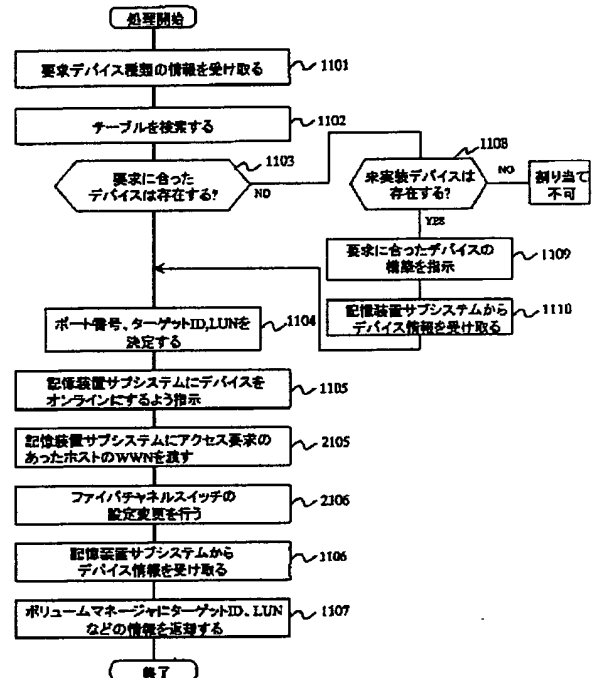 処理開始
要求デバイス種類の情報を受け取る
1101
テーブルを検索する
1102
要求に合った
デバイスは存在する?
1103
NO
未実装デバイスは
存在する?
1108
NO
割り当て
不可
YES
要求に合ったデバイスの
構築を指示
1109
記憶装置サブシステムから
デバイス情報を受け取る
1110
ポート番号、ターゲットID,LUNを
決定する
1104
記憶装置サブシステムにデバイスを
オンラインにするよう指示
1105
記憶装置サブシステムにアクセス要求の
あったホストのWWNを渡す
2105
ファイバチャネルスイッチの
設定変更を行う
2106
記憶装置サブシステムから
デバイス情報を受け取る
1106
ボリュームマネージャにターゲットID、LUN
などの情報を返却する
1107
終了